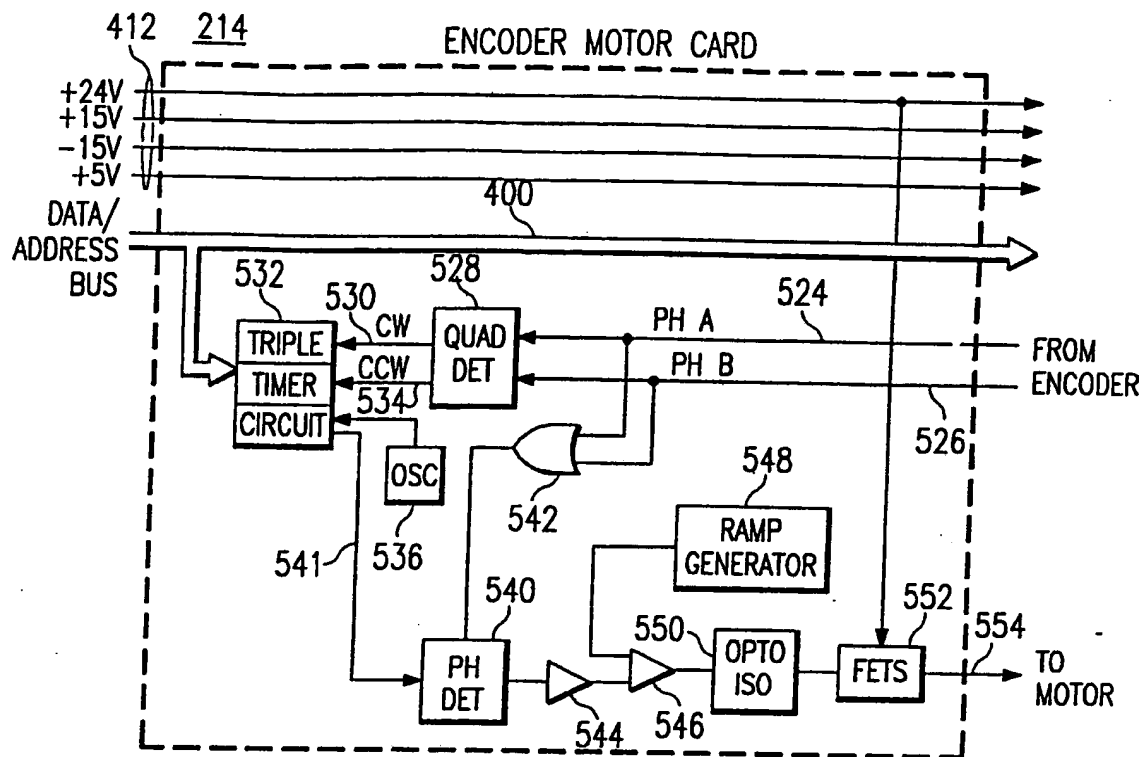 412
214
ENCODER MOTOR CARD
+24V
+15V
-15V
+5V
DATA/
ADDRESS
BUS
400
532
530
528
524
CW
PH A
TRIPLE
QUAD
DET
FROM
ENCODER
TIMER
CCW
PH B
534
CIRCUIT
526
OSC
542
548
536
RAMP
GENERATOR
541
540
550
552
554
PH
DET
OPTO
ISO
FETS
TO
MOTOR
544
546